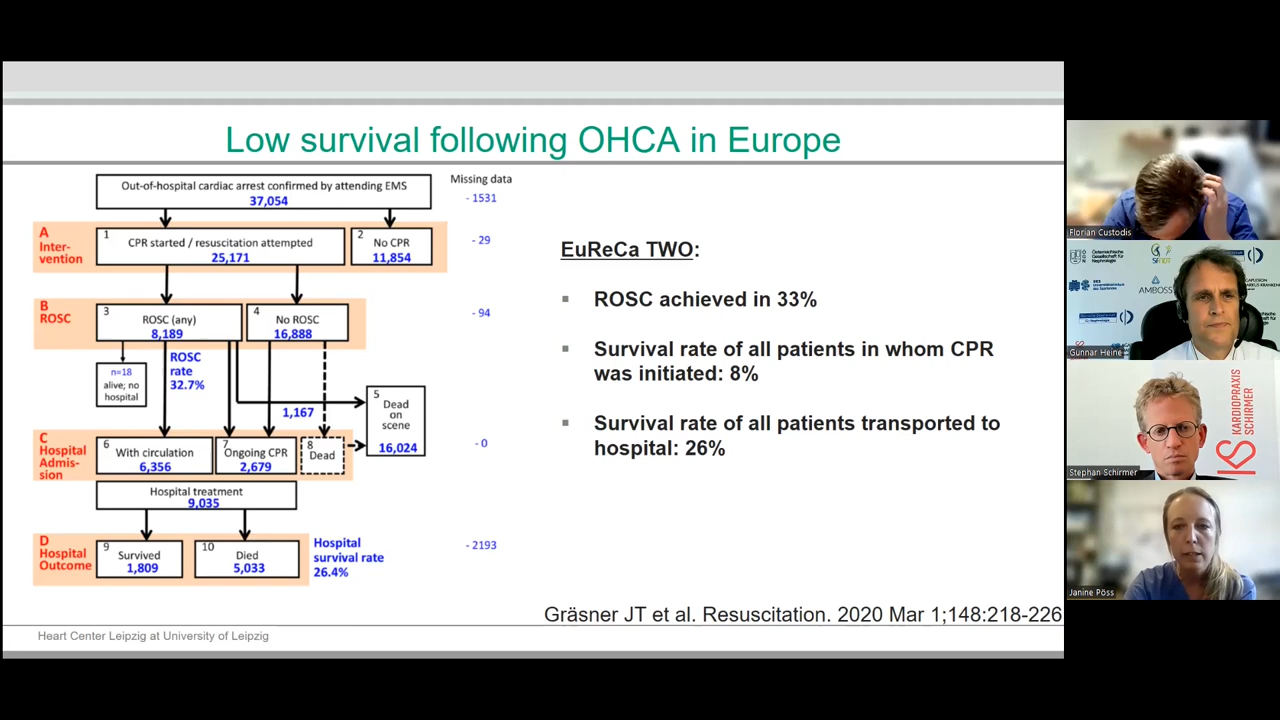 Low survival following OHCA in Europe
Out-of-hospital cardiac arrest confirmed by attending EMS
37,054
Missing data
- 1531
A
Inter-
vention
1
CPR started / resuscitation attempted
25,171
2
No CPR
11,854
- 29
B
ROSC
3
ROSC (any)
8,189
4
No ROSC
16,888
- 94
n=18
alive; no
hospital
ROSC
rate
32.7%
1,167
5
Dead
on
scene
16,024
C
Hospital
Admis-
sion
6
With circulation
6,356
7
Ongoing CPR
2,679
8
Dead
- 0
Hospital treatment
9,035
D
Hospital
Outcome
9
Survived
1,809
10
Died
5,033
Hospital
survival rate
26.4%
- 2193
EuReCa TWO:
ROSC achieved in 33%
Survival rate of all patients in whom CPR
was initiated: 8%
Survival rate of all patients transported to
hospital: 26%
Gräsner JT et al. Resuscitation. 2020 Mar 1;148:218-226
Heart Center Leipzig at University of Leipzig
Florian Custodis
AMBOSS
Gunnar Heine
KARDIOPRAXIS
SCHIRMER
Stephan Schirmer
Janine Pöss